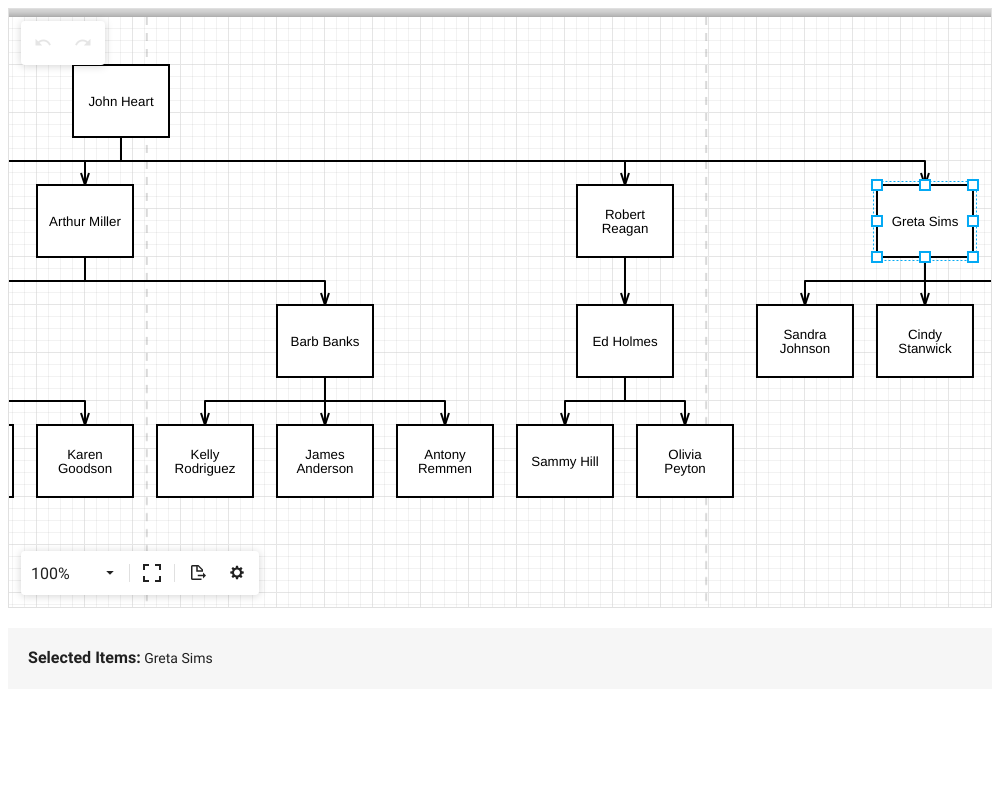 John Heart
Arthur Miller
Robert
Reagan
Greta Sims
Barb Banks
Ed Holmes
Sandra
Johnson
Cindy
Stanwick
Karen
Goodson
Kelly
Rodriguez
James
Anderson
Antony
Remmen
Sammy Hill
Olivia
Peyton
100%
Selected Items: Greta Sims